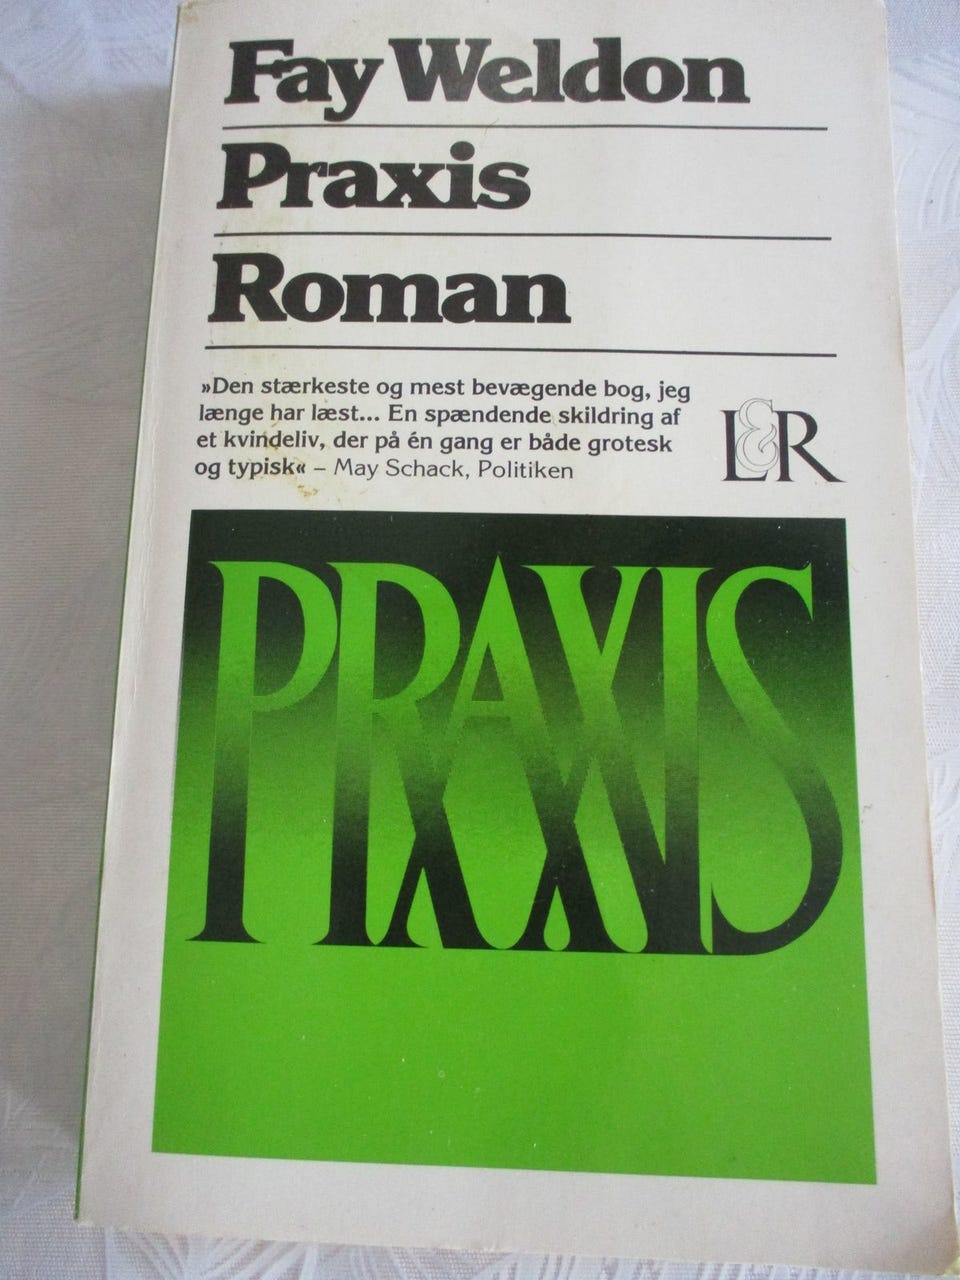 Fay Weldon
Praxis
Roman
»Den stærkeste og mest bevægende bog, jeg
længe har læst... En spændende skildring af
et kvindeliv, der på én gang er både grotesk
og typisk« – May Schack, Politiken
L&R
PRAXIS